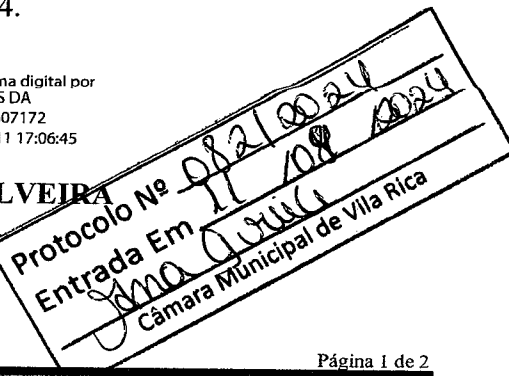 4.
ma digital por
S DA
07172
11 17:06:45
LVEIRA
Protocolo Nº 082/2024
Entrada Em 11 / 08 / 2024
Câmara Municipal de Vila Rica
Página 1 de 2